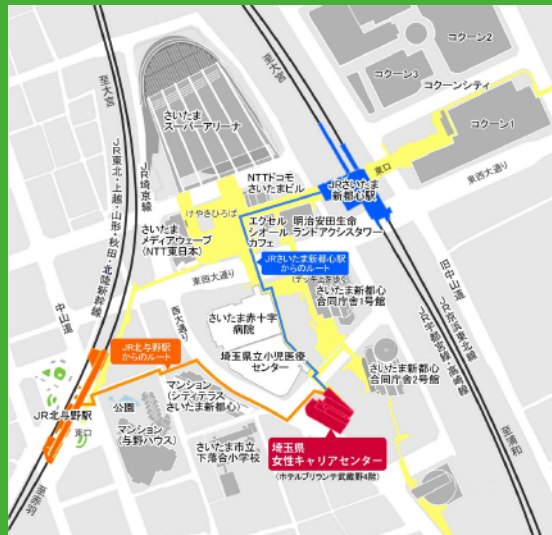 コクーン2
コクーン3
コクーンシティ
コクーン1
至大宮
至大宮
さいたま
スーパーアリーナ
JR埼京線
JR東北・上越・山形・秋田・北陸新幹線
東口
東西大通り
NTTドコモ
さいたまビル
JRさいたま
新都心駅
けやきひろば
エクセル
シオール
カフェ
明治安田生命
ランドアクシスタワー
さいたま
メディアウェーブ
(NTT東日本)
JRさいたま新都心駅
からのルート
(デッキ上を歩く)
東西大通り
中山道
西大通り
さいたま新都心
合同庁舎1号館
旧中山道
JR京浜東北線
JR宇都宮線・高崎線
さいたま赤十字
病院
JR北与野駅
からのルート
埼玉県立小児医療
センター
さいたま新都心
合同庁舎2号館
マンション
(シティテラス
さいたま新都心)
JR北与野駅
公園
東口
マンション
(与野ハウス)
さいたま市立
下落合小学校
埼玉県
女性キャリアセンター
(ホテルブリランテ武蔵野4階)
至浦和
至赤羽